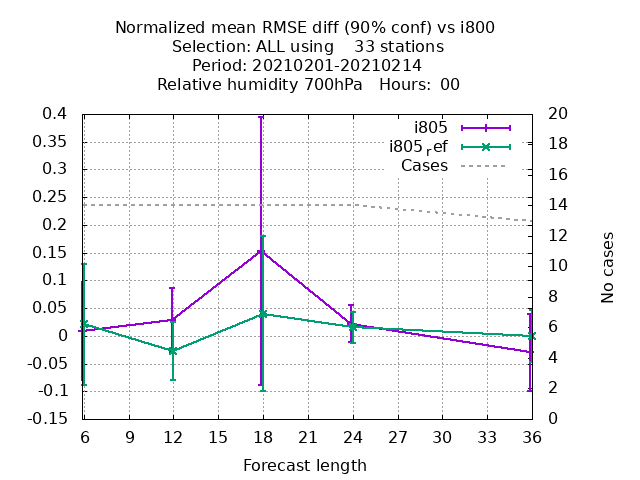 Normalized mean RMSE diff (90% conf) vs i800
Selection: ALL using    33 stations
Period: 20210201-20210214
Relative humidity 700hPa   Hours:  00
i805
i805_ref
Cases
0.4
0.35
0.3
0.25
0.2
0.15
0.1
0.05
0
-0.05
-0.1
-0.15
20
18
16
14
12
10
8
6
4
2
0
No cases
6 9 12 15 18 21 24 27 30 33 36
Forecast length